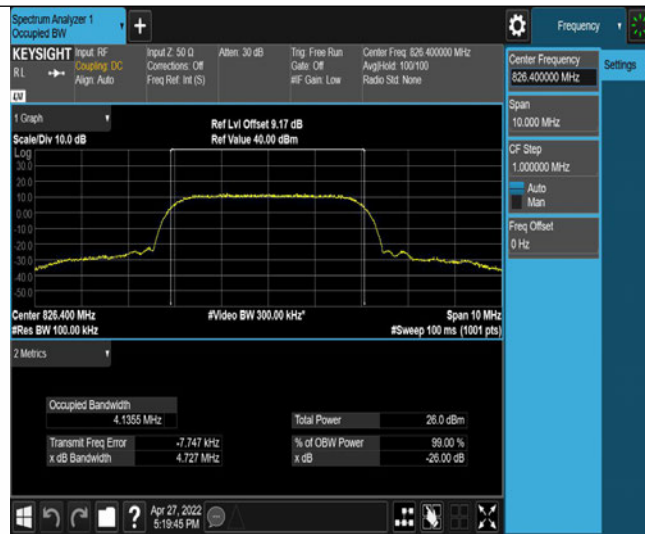 Spectrum Analyzer 1
Occupied BW
+
Frequency
KEYSIGHT
RL
Input: RF
Coupling: DC
Align: Auto
Input Z: 50 Ω
Corrections: Off
Freq Ref: Int (S)
Atten: 30 dB
Trig: Free Run
Gate: Off
#IF Gain: Low
Center Freq: 826.400000 MHz
Avg|Hold: 100/100
Radio Std: None
Center Frequency
826.400000 MHz
Settings
Span
10.000 MHz
CF Step
1.000000 MHz
Auto
Man
Freq Offset
0 Hz
1 Graph
Scale/Div 10.0 dB
Ref Lvl Offset 9.17 dB
Ref Value 40.00 dBm
Log
30.0
20.0
10.0
0.00
-10.0
-20.0
-30.0
-40.0
-50.0
Center 826.400 MHz
#Res BW 100.00 kHz
#Video BW 300.00 kHz*
Span 10 MHz
#Sweep 100 ms (1001 pts)
2 Metrics
Occupied Bandwidth
4.1355 MHz
Total Power 26.0 dBm
Transmit Freq Error -7.747 kHz
% of OBW Power 99.00 %
x dB Bandwidth 4.727 MHz
x dB -26.00 dB
?
Apr 27, 2022
5:19:45 PM